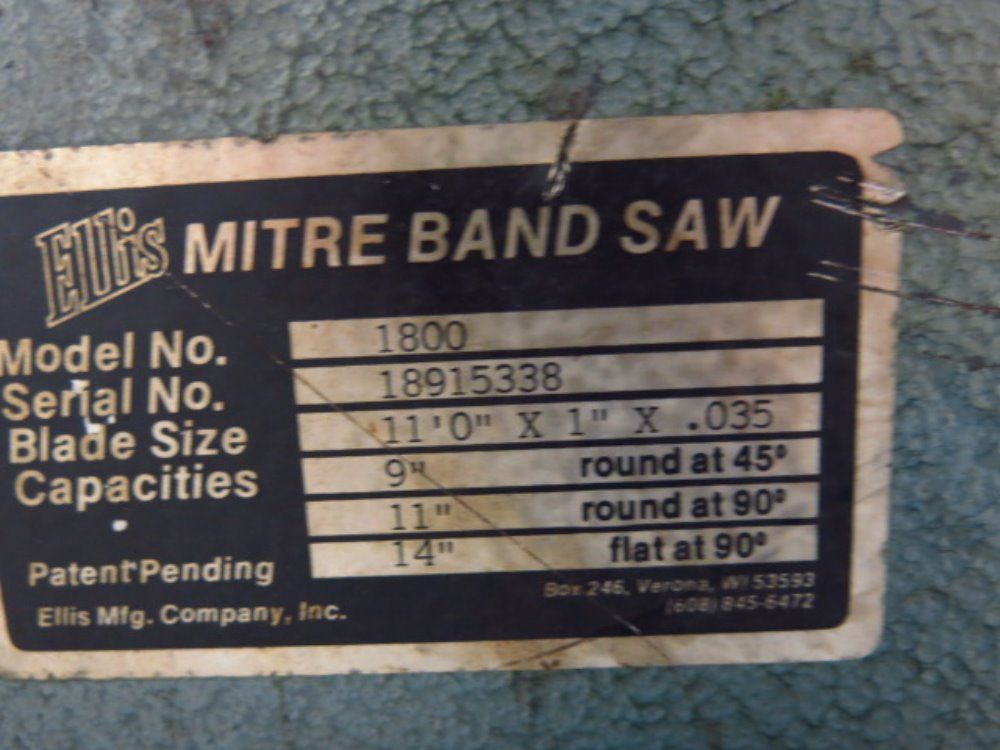 Ellis MITRE BAND SAW
Model No. 1800
Serial No. 18915338
Blade Size 11'0" X 1" X .035
Capacities 9" round at 45°
11" round at 90°
14" flat at 90°
Patent Pending
Ellis Mfg. Company, Inc.
Box 246, Verona, WI 53593
(608) 845-6472